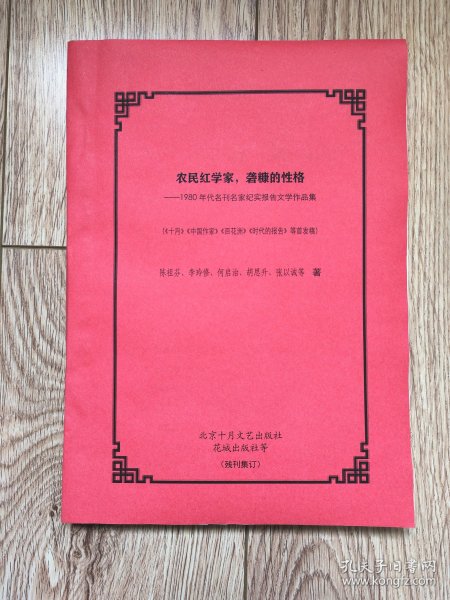 农民红学家，砻糠的性格
——1980年代名刊名家纪实报告文学作品集
（《十月》《中国作家》《百花洲》《时代的报告》等首发稿）
陈祖芬、李玲修、何启治、胡思升、张以诚等 著
北京十月文艺出版社
花城出版社等
（残刊集订）
孔夫子旧书网
www.kongfz.com